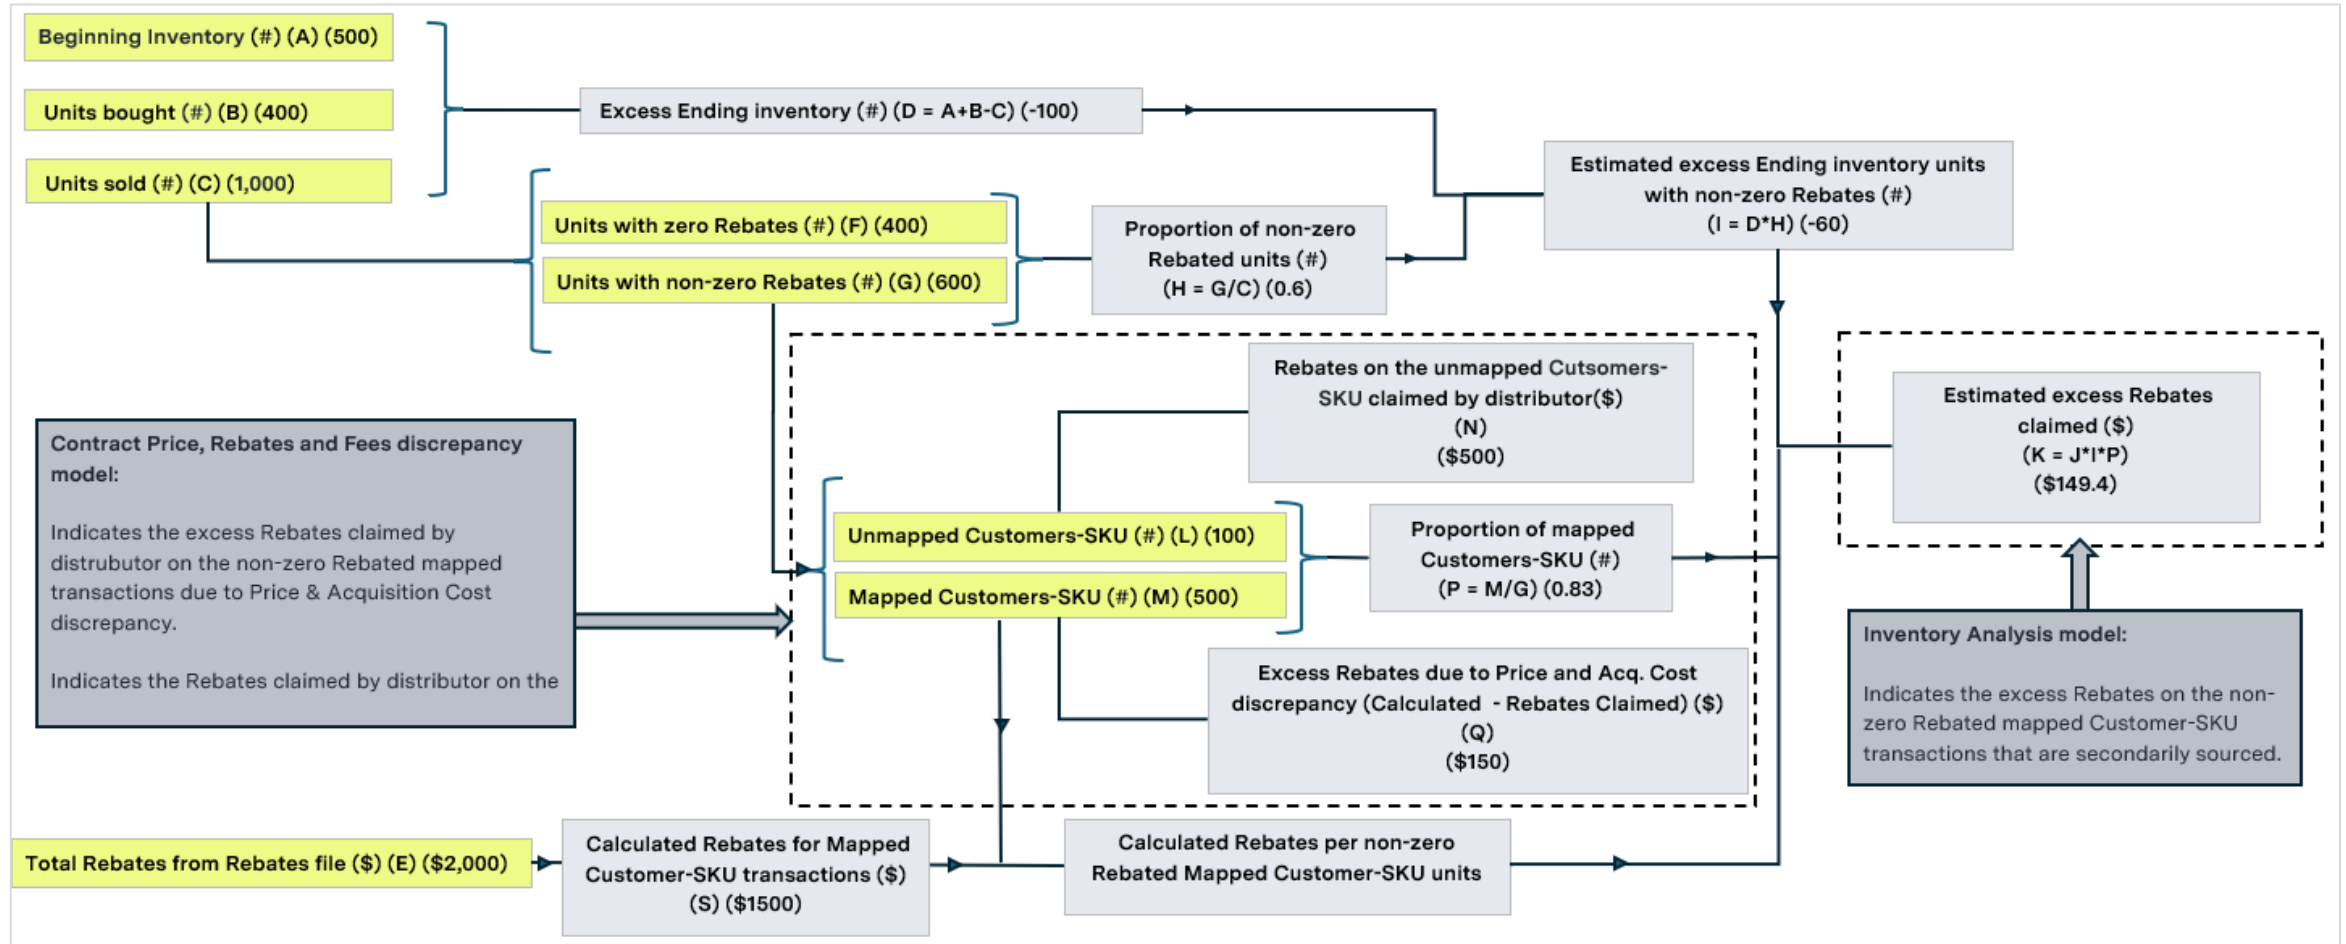 Beginning Inventory (#) (A) (500)
Units bought (#) (B) (400)
Units sold (#) (C) (1,000)
Excess Ending inventory (#) (D = A+B-C) (-100)
Units with zero Rebates (#) (F) (400)
Units with non-zero Rebates (#) (G) (600)
Proportion of non-zero
Rebated units (#)
(H = G/C) (0.6)
Estimated excess Ending inventory units
with non-zero Rebates (#)
(I = D*H) (-60)
Contract Price, Rebates and Fees discrepancy
model:
Indicates the excess Rebates claimed by
distrubutor on the non-zero Rebated mapped
transactions due to Price & Acquisition Cost
discrepancy.
Indicates the Rebates claimed by distributor on the
Rebates on the unmapped Cutsomers-
SKU claimed by distributor($)
(N)
($500)
Unmapped Customers-SKU (#) (L) (100)
Mapped Customers-SKU (#) (M) (500)
Proportion of mapped
Customers-SKU (#)
(P = M/G) (0.83)
Excess Rebates due to Price and Acq. Cost
discrepancy (Calculated  - Rebates Claimed) ($)
(Q)
($150)
Estimated excess Rebates
claimed ($)
(K = J*I*P)
($149.4)
Inventory Analysis model:
Indicates the excess Rebates on the non-
zero Rebated mapped Customer-SKU
transactions that are secondarily sourced.
Total Rebates from Rebates file ($) (E) ($2,000)
Calculated Rebates for Mapped
Customer-SKU transactions ($)
(S) ($1500)
Calculated Rebates per non-zero
Rebated Mapped Customer-SKU units